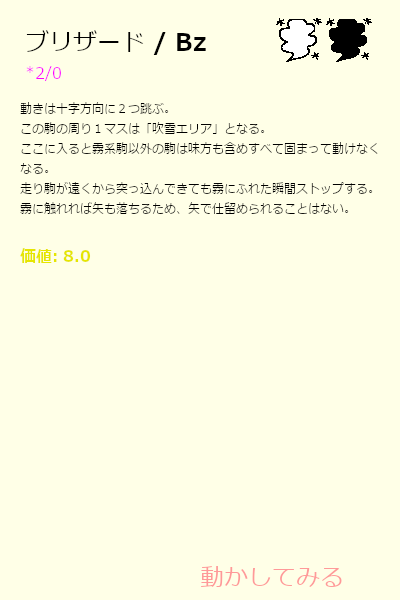 ブリザード / Bz
*2/0
動きは十字方向に２つ跳ぶ。
この駒の周り１マスは「吹雪エリア」となる。
ここに入ると霧系駒以外の駒は味方も含めすべて固まって動けなく
なる。
走り駒が遠くから突っ込んできても霧にふれた瞬間ストップする。
霧に触れれば矢も落ちるため、矢で仕留められることはない。
価値: 8.0
動かしてみる